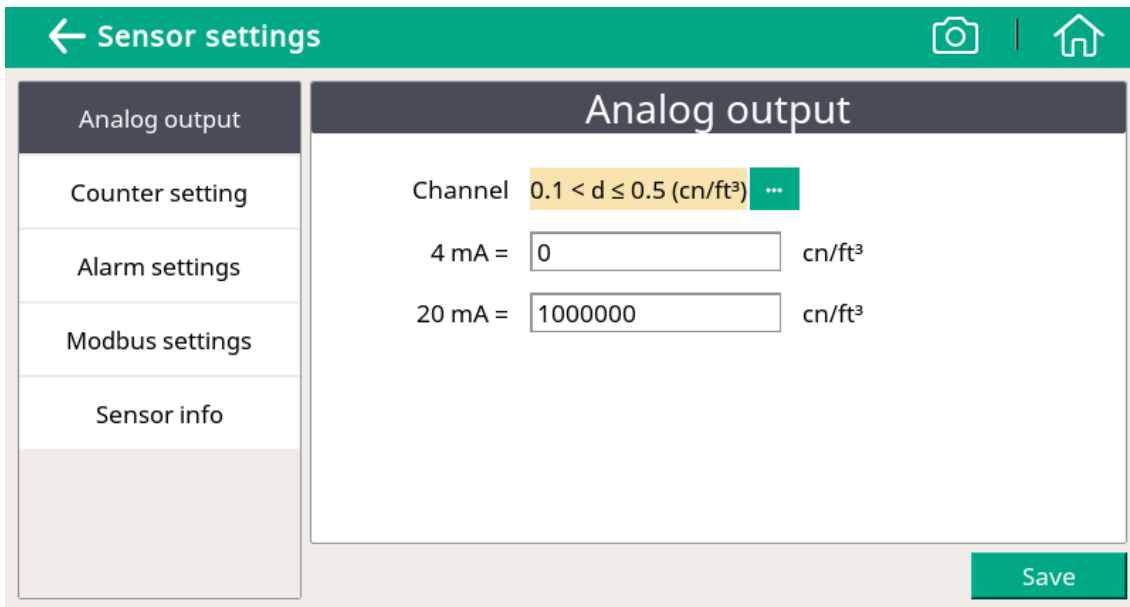 Sensor settings
Analog output
Counter setting
Alarm settings
Modbus settings
Sensor info
Analog output
Channel 0.1 < d ≤ 0.5 (cn/ft³) ...
4 mA = 0 cn/ft³
20 mA = 1000000 cn/ft³
Save